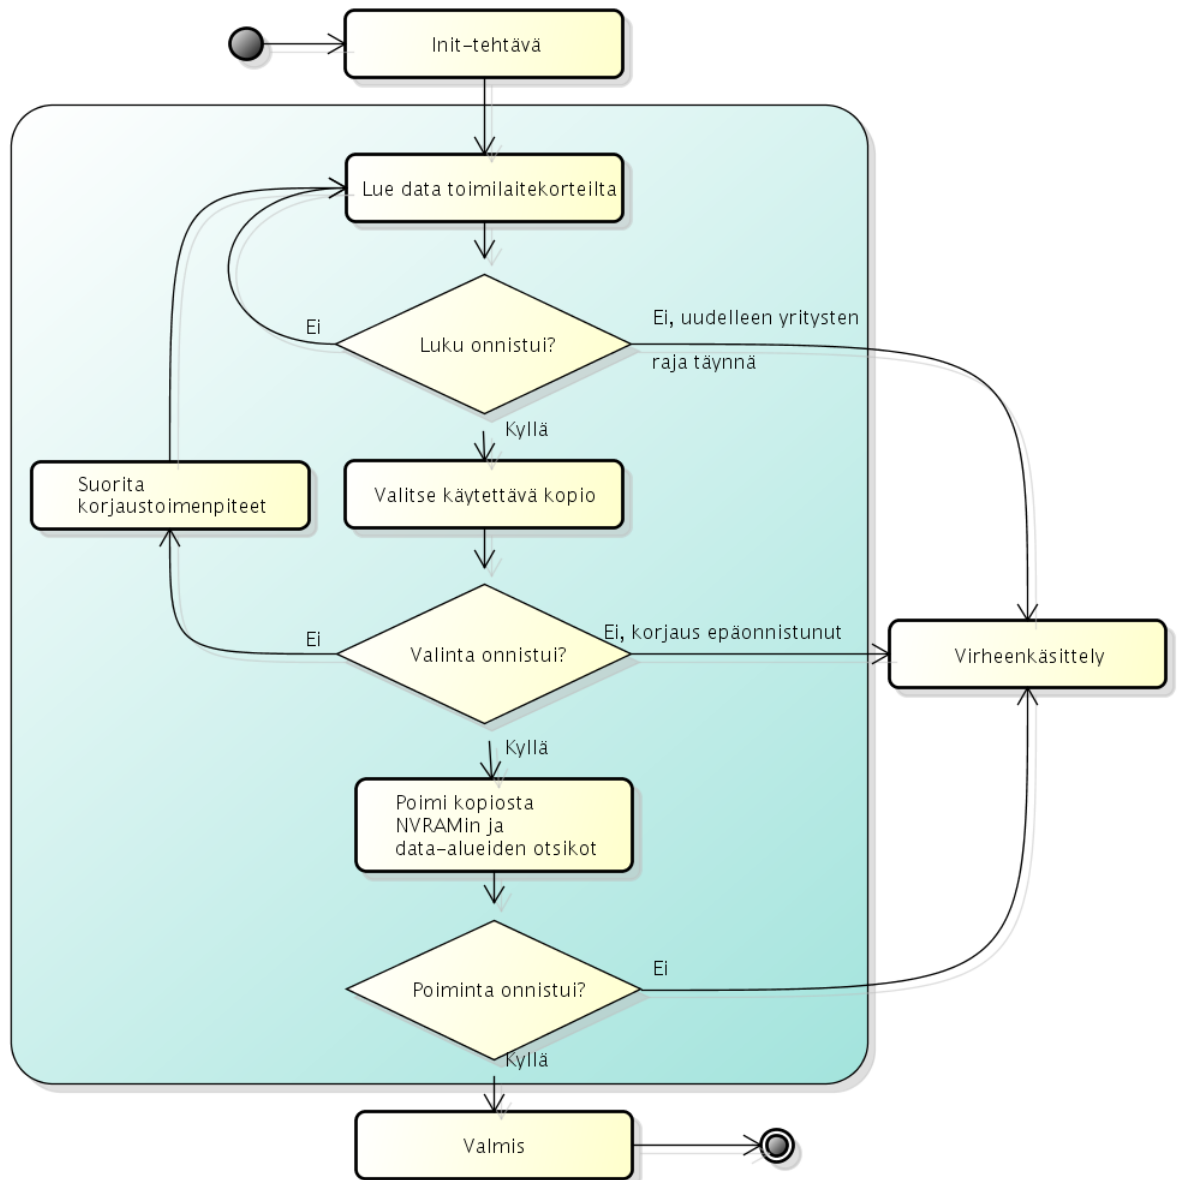 Init-tehtävä
Lue data toimilaitekorteilta
Ei
Luku onnistui?
Ei, uudelleen yritysten
raja täynnä
Kyllä
Suorita
korjaustoimenpiteet
Valitse käytettävä kopio
Ei
Valinta onnistui?
Ei, korjaus epäonnistunut
Virheenkäsittely
Kyllä
Poimi kopiosta
NVRAMin ja
data-alueiden otsikot
Poiminta onnistui?
Ei
Kyllä
Valmis